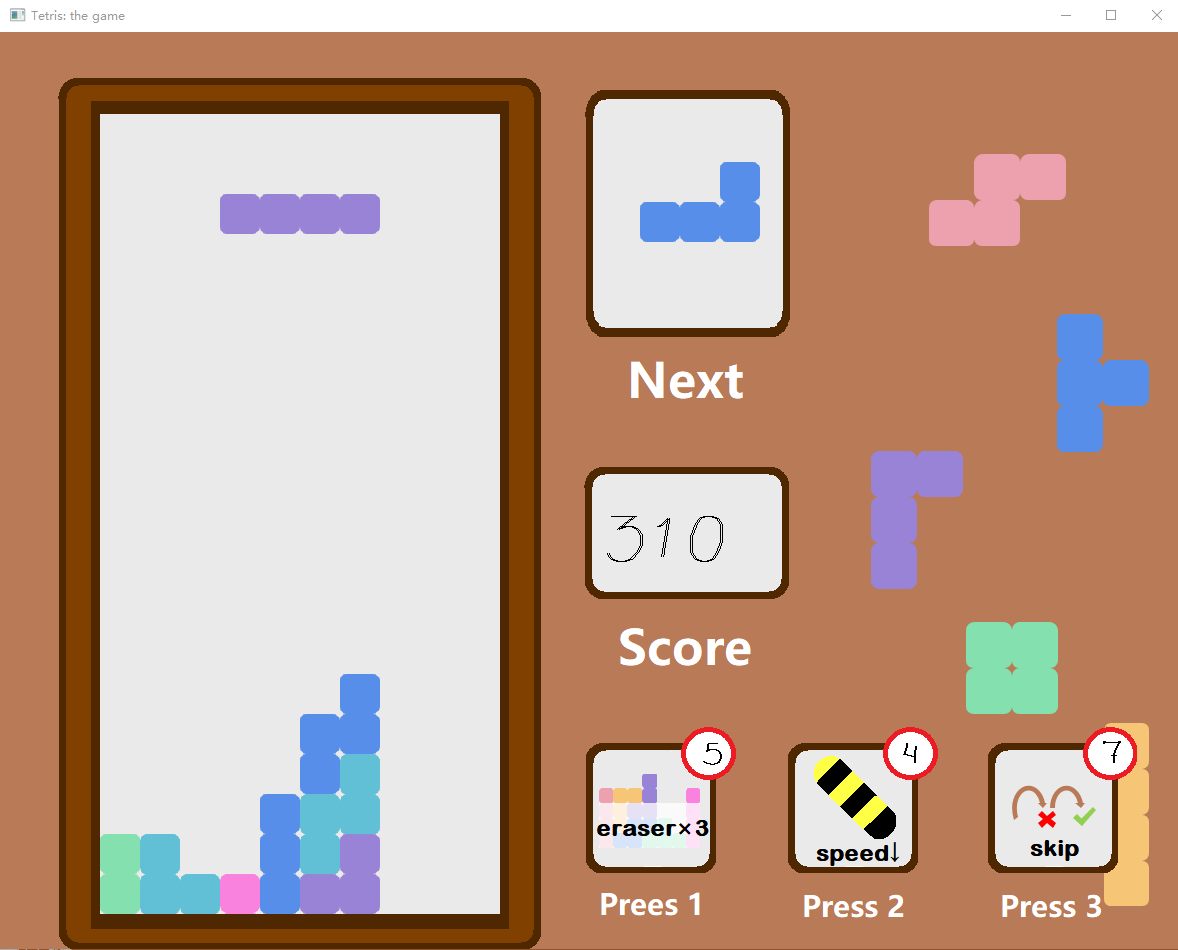 Tetris: the game
Next
310
Score
5
4
7
eraser×3
speed↓
skip
Prees 1
Press 2
Press 3